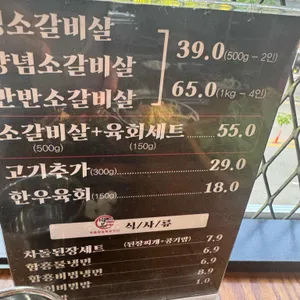 소갈비살
양념소갈비살
반반소갈비살
39.0 (500g - 2인)
65.0 (1kg - 4인)
소갈비살+육회세트 ...... 55.0
(500g) (150g)
고기추가(300g) ........ 29.0
한우육회(150g) ........ 18.0
식/사/류
(된장찌개+공기밥)
차돌된장세트 7.9
함흥물냉면 6.9
함흥비빔냉면 6.9
8.9
1.0